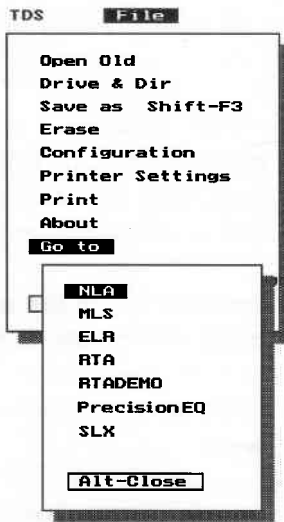 TDS File
Open Old
Drive & Dir
Save as Shift-F3
Erase
Configuration
Printer Settings
Print
About
Go to
NLA
MLS
ELR
RTA
RTADEMO
PrecisionEQ
SLX
Alt-Close